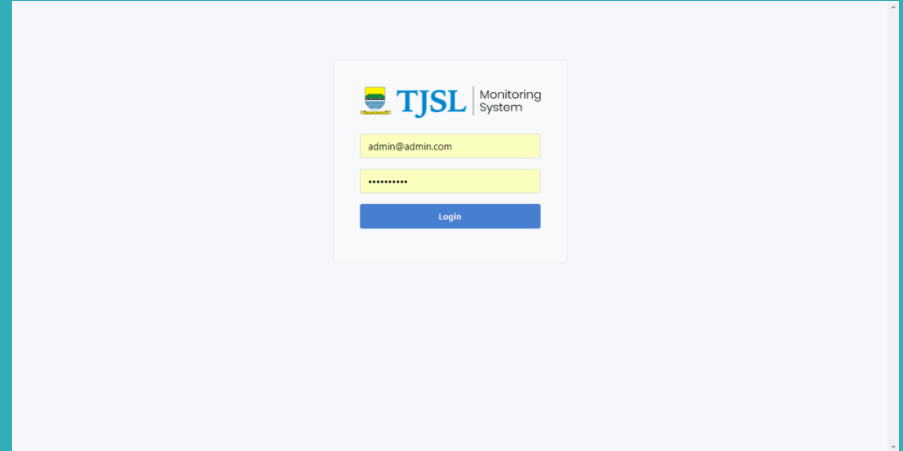 TJSL
Monitoring
System
admin@admin.com
••••••••••
Login